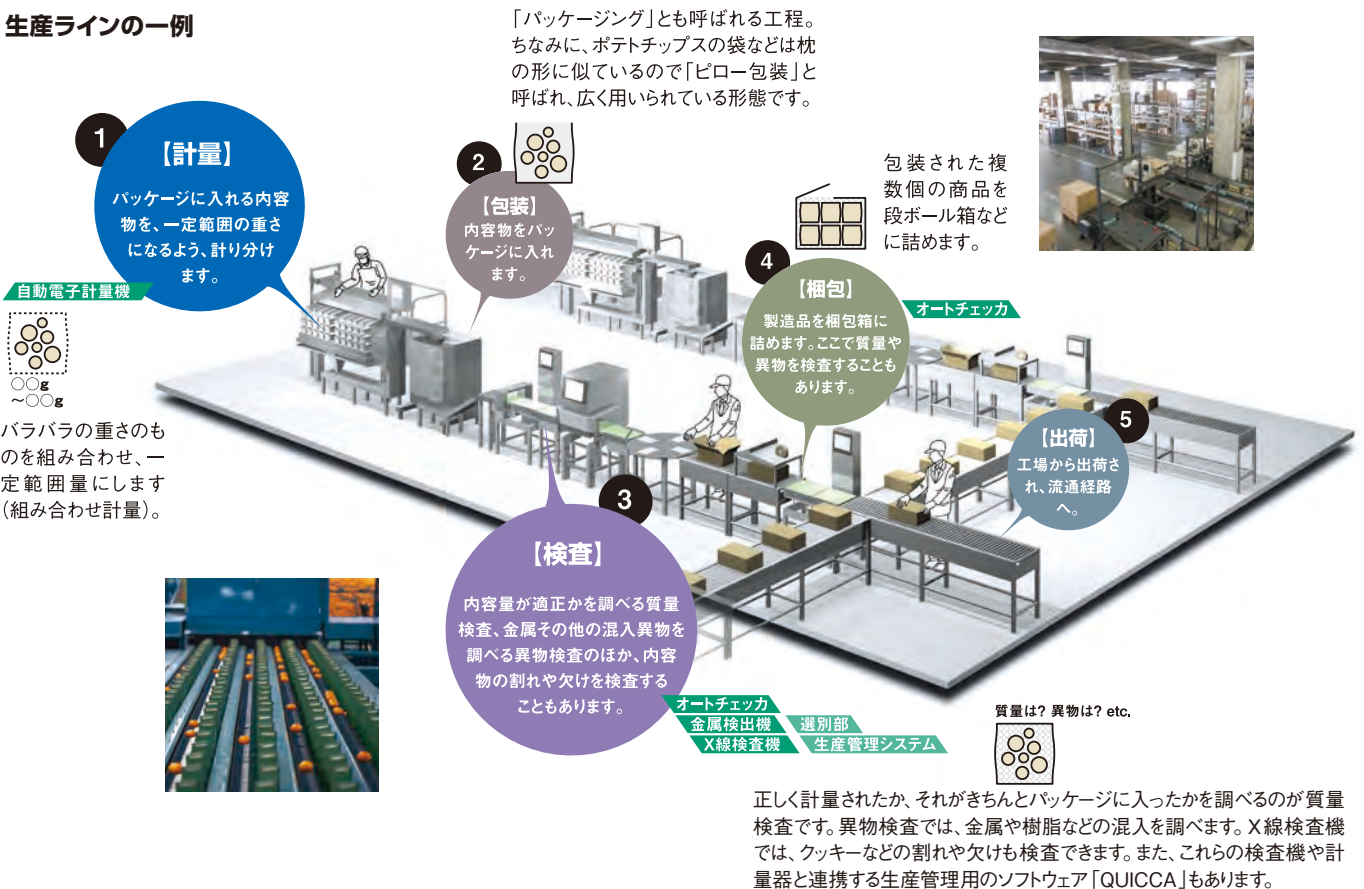 生産ラインの一例
「パッケージング」とも呼ばれる工程。
ちなみに、ポテトチップスの袋などは枕
の形に似ているので「ピロー包装」と
呼ばれ、広く用いられている形態です。
1
【計量】
パッケージに入れる内容
物を、一定範囲の重さ
になるよう、計り分け
ます。
自動電子計量機
○○g
～○○g
バラバラの重さのも
のを組み合わせ、一
定範囲量にします
（組み合わせ計量）。
2
【包装】
内容物をパッ
ケージに入れ
ます。
包装された複
数個の商品を
段ボール箱など
に詰めます。
4
【梱包】
製造品を梱包箱に
詰めます。ここで質量や
異物を検査することも
あります。
オートチェッカ
5
【出荷】
工場から出荷さ
れ、流通経路
へ。
3
【検査】
内容量が適正かを調べる質量
検査、金属その他の混入異物を
調べる異物検査のほか、内容
物の割れや欠けを検査する
こともあります。
オートチェッカ
金属検出機 選別部
X線検査機 生産管理システム
質量は? 異物は? etc.
正しく計量されたか、それがきちんとパッケージに入ったかを調べるのが質量
検査です。異物検査では、金属や樹脂などの混入を調べます。X線検査機
では、クッキーなどの割れや欠けも検査できます。また、これらの検査機や計
量器と連携する生産管理用のソフトウェア「QUICCA」もあります。